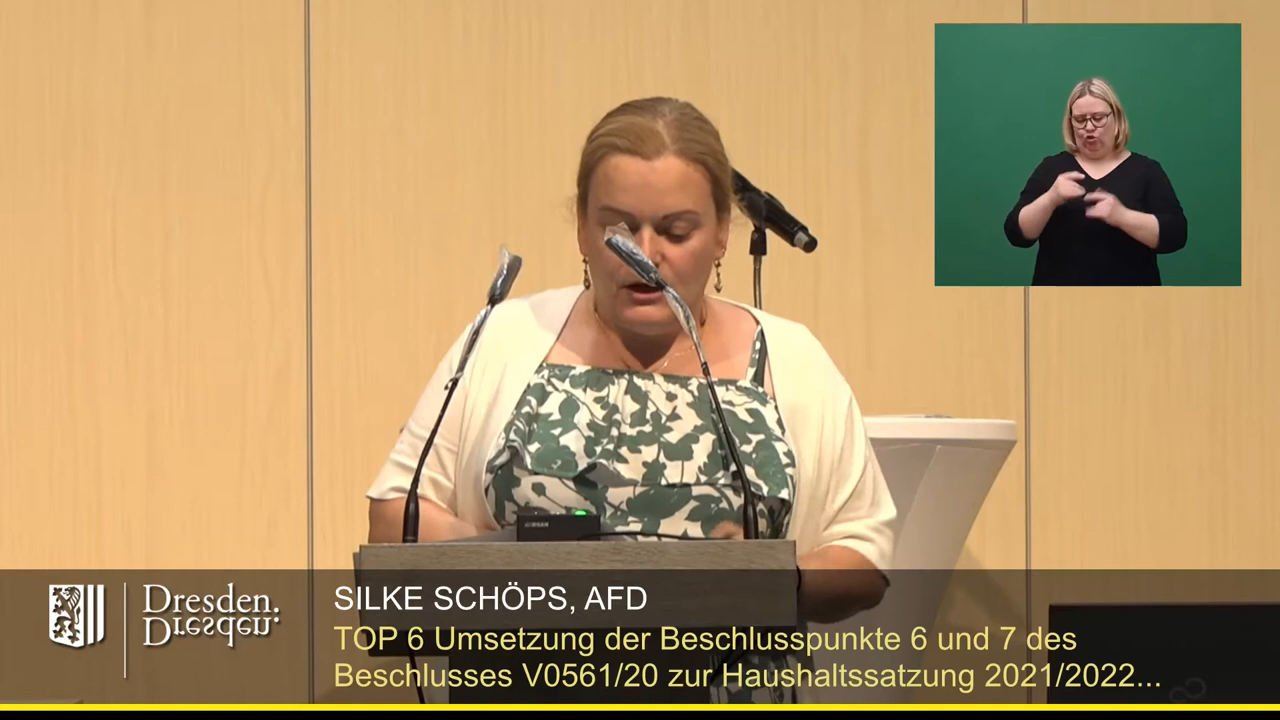 Dresden.
Dresden.
SILKE SCHÖPS, AFD
TOP 6 Umsetzung der Beschlusspunkte 6 und 7 des
Beschlusses V0561/20 zur Haushaltssatzung 2021/2022...